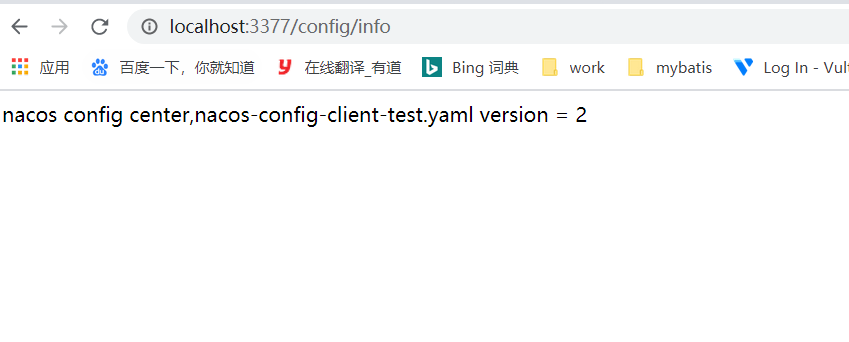 localhost:3377/config/info
应用 百度一下，你就知道 在线翻译_有道 Bing 词典 work mybatis Log In - Vult
nacos config center,nacos-config-client-test.yaml version = 2